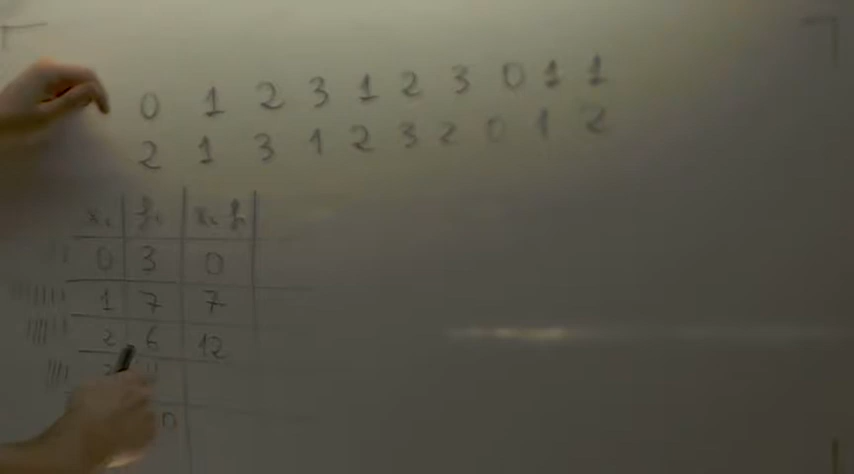 0 1 2 3 1 2 3 0 1 1
2 1 3 1 2 3 2 0 1 2
xᵢ fᵢ xᵢ fᵢ
0 3 0
||||||| 1 7 7
|||||| 2 6 12
||||
0